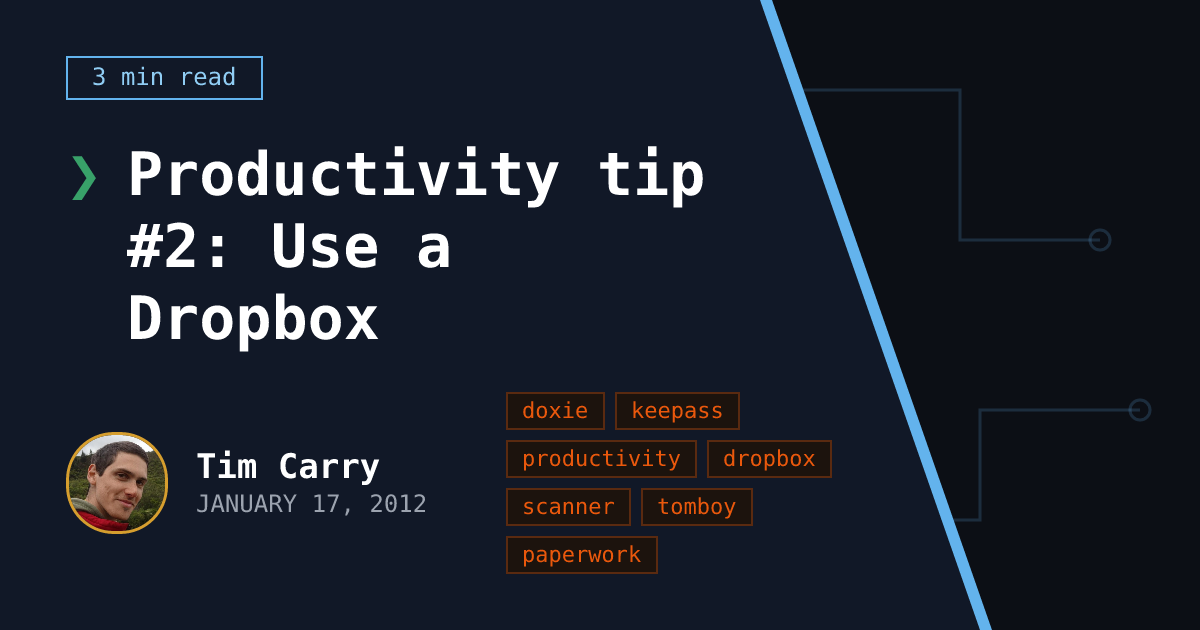 3 min read
❯ Productivity tip
#2: Use a
Dropbox
Tim Carry
JANUARY 17, 2012
doxie keepass
productivity dropbox
scanner tomboy
paperwork